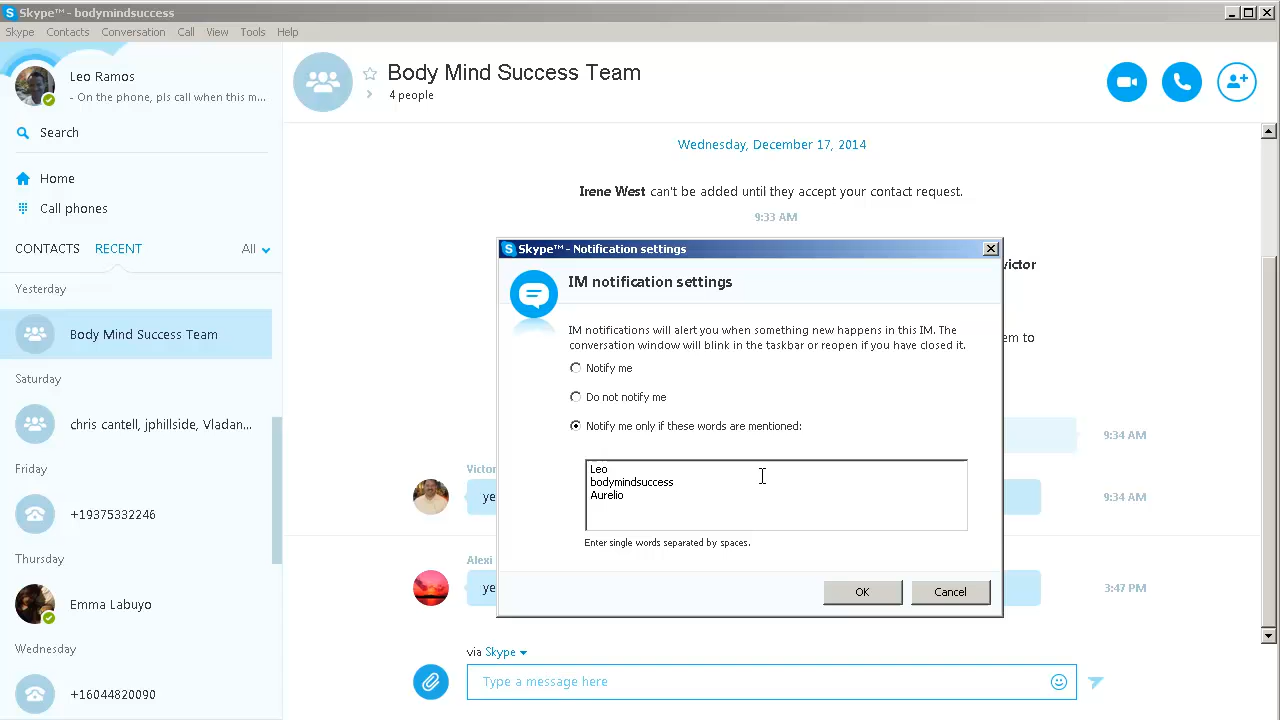 Skype™ - bodymindsuccess
Skype Contacts Conversation Call View Tools Help
Leo Ramos
- On the phone, pls call when this m...
Search
Home
Call phones
CONTACTS RECENT All
Yesterday
Body Mind Success Team
Saturday
chris cantell, jphillside, Vladan...
Friday
+19375332246
Thursday
Emma Labuyo
Wednesday
+16044820090
Body Mind Success Team
4 people
Wednesday, December 17, 2014
Irene West can't be added until they accept your contact request.
9:33 AM
victor
em to
9:34 AM
Victor
ye
9:34 AM
Alexi
ye
3:47 PM
via Skype
Type a message here
Skype™ - Notification settings
IM notification settings
IM notifications will alert you when something new happens in this IM. The
conversation window will blink in the taskbar or reopen if you have closed it.
Notify me
Do not notify me
Notify me only if these words are mentioned:
Leo
bodymindsuccess
Aurelio
Enter single words separated by spaces.
OK Cancel